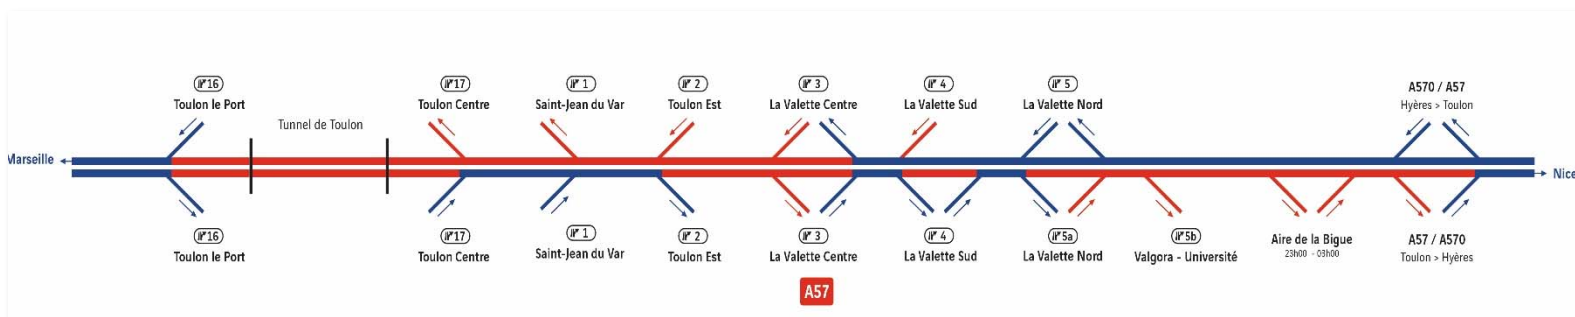 16
Toulon le Port
Tunnel de Toulon
17
Toulon Centre
1
Saint-Jean du Var
2
Toulon Est
3
La Valette Centre
4
La Valette Sud
5
La Valette Nord
A570 / A57
Hyères > Toulon
Marseille
Nice
16
Toulon le Port
17
Toulon Centre
1
Saint-Jean du Var
2
Toulon Est
3
La Valette Centre
4
La Valette Sud
5a
La Valette Nord
5b
Valgora - Université
Aire de la Bigue
23h00 - 03h00
A57 / A570
Toulon > Hyères
A57